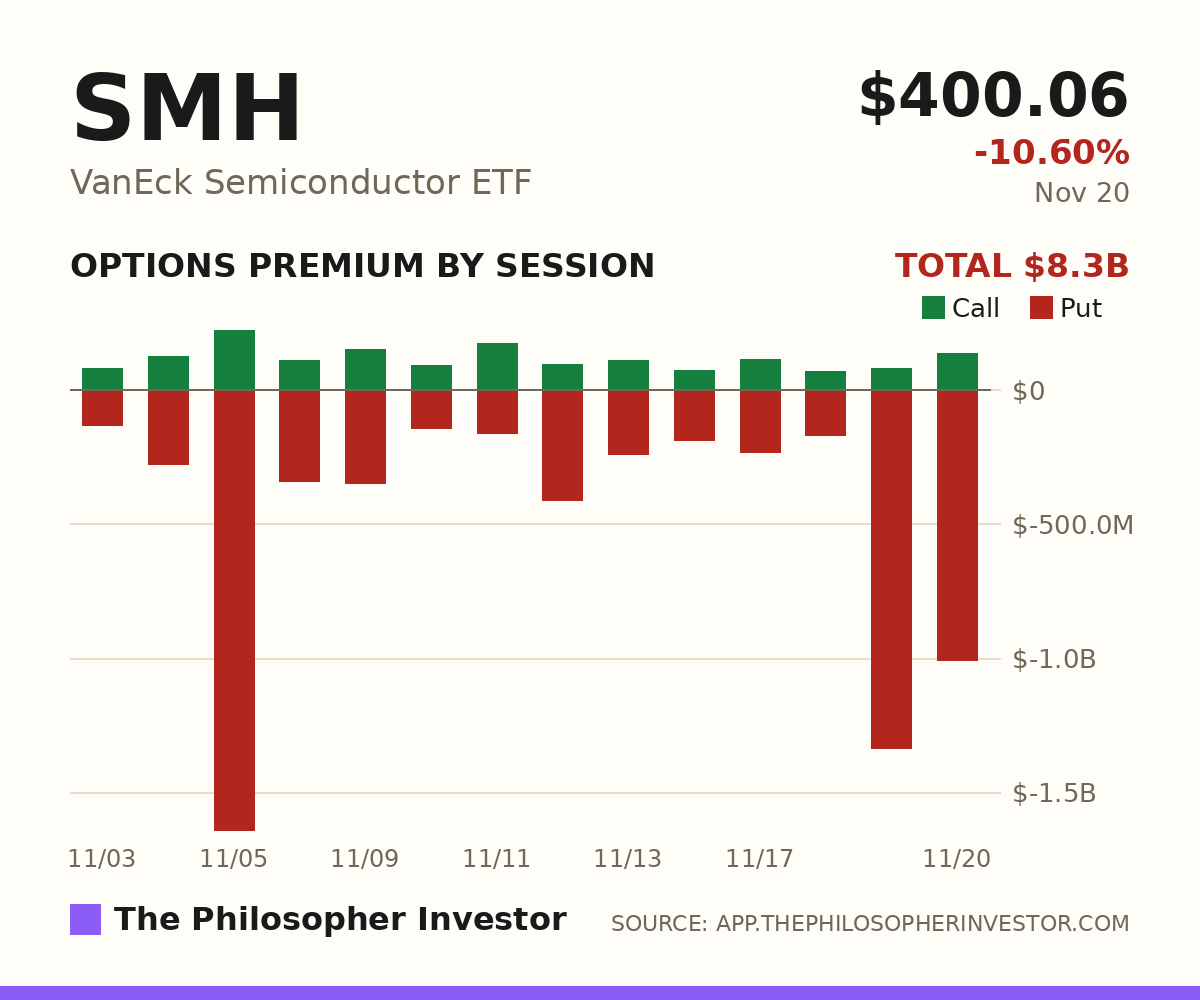 SMH
$400.06
-10.60%
VanEck Semiconductor ETF
Nov 20
OPTIONS PREMIUM BY SESSION
TOTAL $8.3B
Call
Put
$0
$-500.0M
$-1.0B
$-1.5B
11/03
11/05
11/09
11/11
11/13
11/17
11/20
The Philosopher Investor
SOURCE: APP.THEPHILOSOPHERINVESTOR.COM